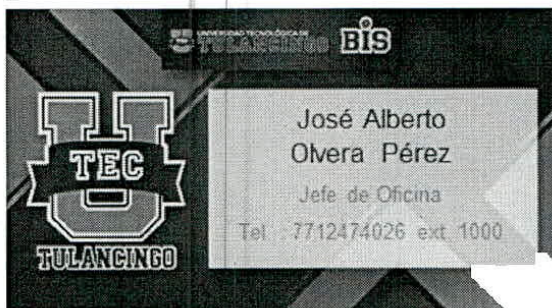 UNIVERSIDAD TECNOLÓGICA DE
TULANCINGO
BIS
TEC
TULANCINGO
José Alberto
Olvera Pérez
Jefe de Oficina
Tel : 7712474026 ext 1000